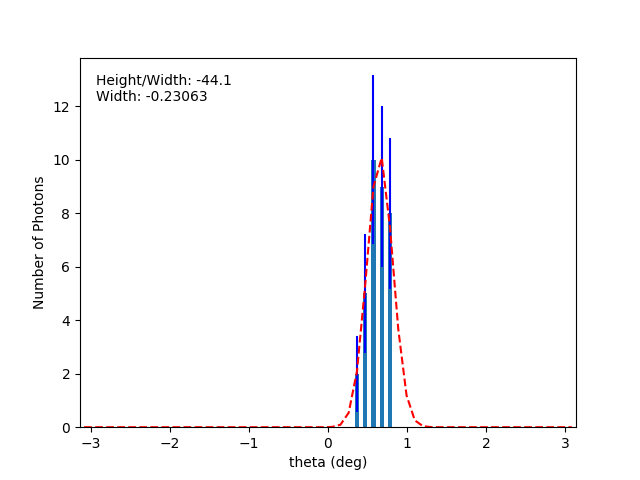 Height/Width: -44.1
Width: -0.23063
12
10
8
6
4
2
0
Number of Photons
−3 −2 −1 0 1 2 3
theta (deg)